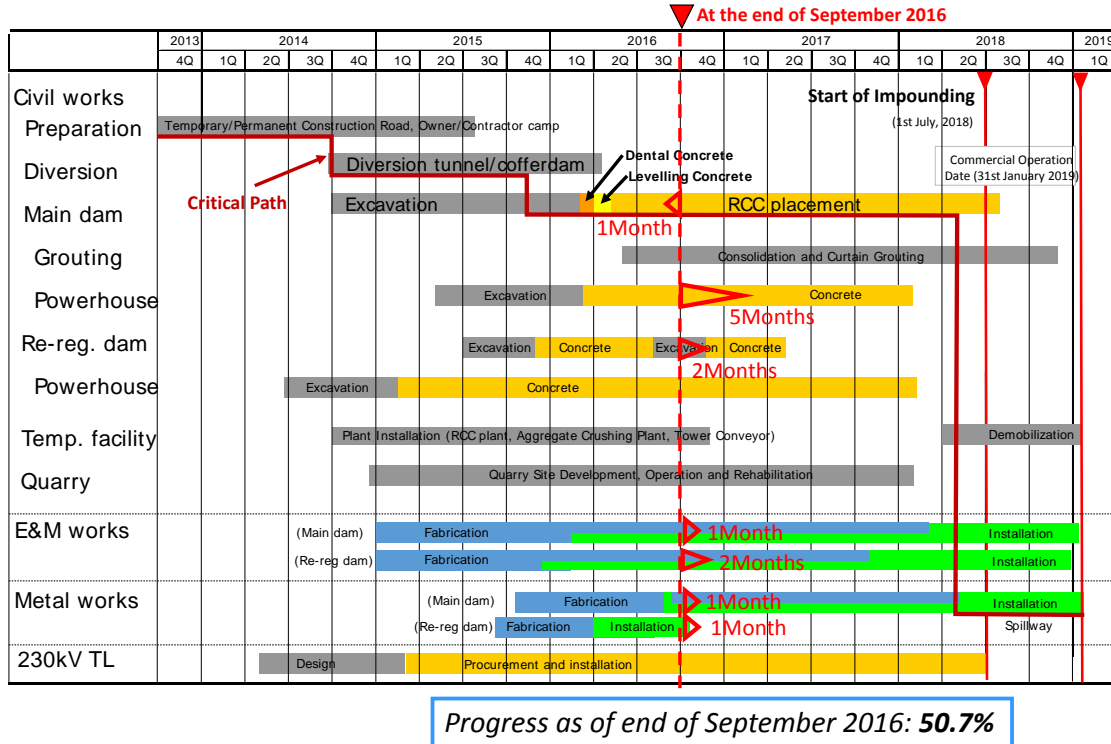 At the end of September 2016
2013 2014 2015 2016 2017 2018 2019
4Q 1Q 2Q 3Q 4Q 1Q 2Q 3Q 4Q 1Q 2Q 3Q 4Q 1Q 2Q 3Q 4Q 1Q 2Q 3Q 4Q 1Q
Civil works
Start of Impounding
(1st July, 2018)
Preparation
Temporary/Permanent Construction Road, Owner/Contractor camp
Diversion
Diversion tunnel/cofferdam
Dental Concrete
Levelling Concrete
Commercial Operation
Date (31st January 2019)
Critical Path
Main dam
Excavation
RCC placement
1Month
Grouting
Consolidation and Curtain Grouting
Powerhouse
Excavation
Concrete
5Months
Re-reg. dam
Excavation
Concrete
Excavation
Concrete
2Months
Powerhouse
Excavation
Concrete
Temp. facility
Plant Installation (RCC plant, Aggregate Crushing Plant, Tower Conveyor)
Demobilization
Quarry
Quarry Site Development, Operation and Rehabilitation
E&M works
(Main dam)
Fabrication
1Month
Installation
(Re-reg dam)
Fabrication
2Months
Installation
Metal works
(Main dam)
Fabrication
1Month
Installation
(Re-reg dam)
Fabrication
Installation
1Month
Spillway
230kV TL
Design
Procurement and installation
Progress as of end of September 2016: 50.7%